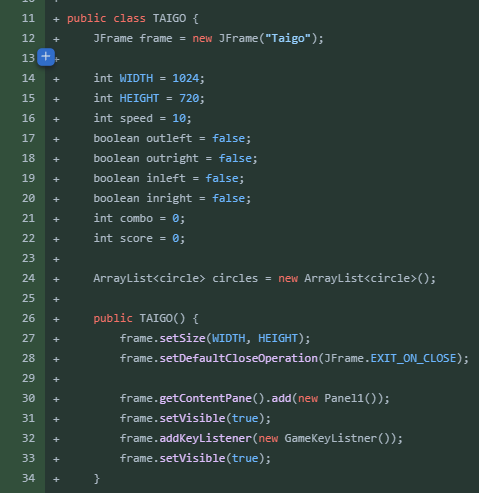 11 + public class TAIGO {
12 +     JFrame frame = new JFrame("Taigo");
13 +
14 +     int WIDTH = 1024;
15 +     int HEIGHT = 720;
16 +     int speed = 10;
17 +     boolean outleft = false;
18 +     boolean outright = false;
19 +     boolean inleft = false;
20 +     boolean inright = false;
21 +     int combo = 0;
22 +     int score = 0;
23 +
24 +     ArrayList<circle> circles = new ArrayList<circle>();
25 +
26 +     public TAIGO() {
27 +         frame.setSize(WIDTH, HEIGHT);
28 +         frame.setDefaultCloseOperation(JFrame.EXIT_ON_CLOSE);
29 +
30 +         frame.getContentPane().add(new Panel1());
31 +         frame.setVisible(true);
32 +         frame.addKeyListener(new GameKeyListner());
33 +         frame.setVisible(true);
34 +     }